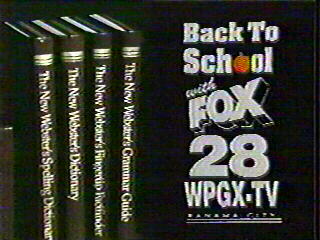 The New Webster's Spelling Dictionary
The New Webster's Dictionary
The New Webster's Fingertip Factfinder
The New Webster's Grammar Guide
Back To
School
with
FOX
28
WPGX-TV
PANAMA CITY